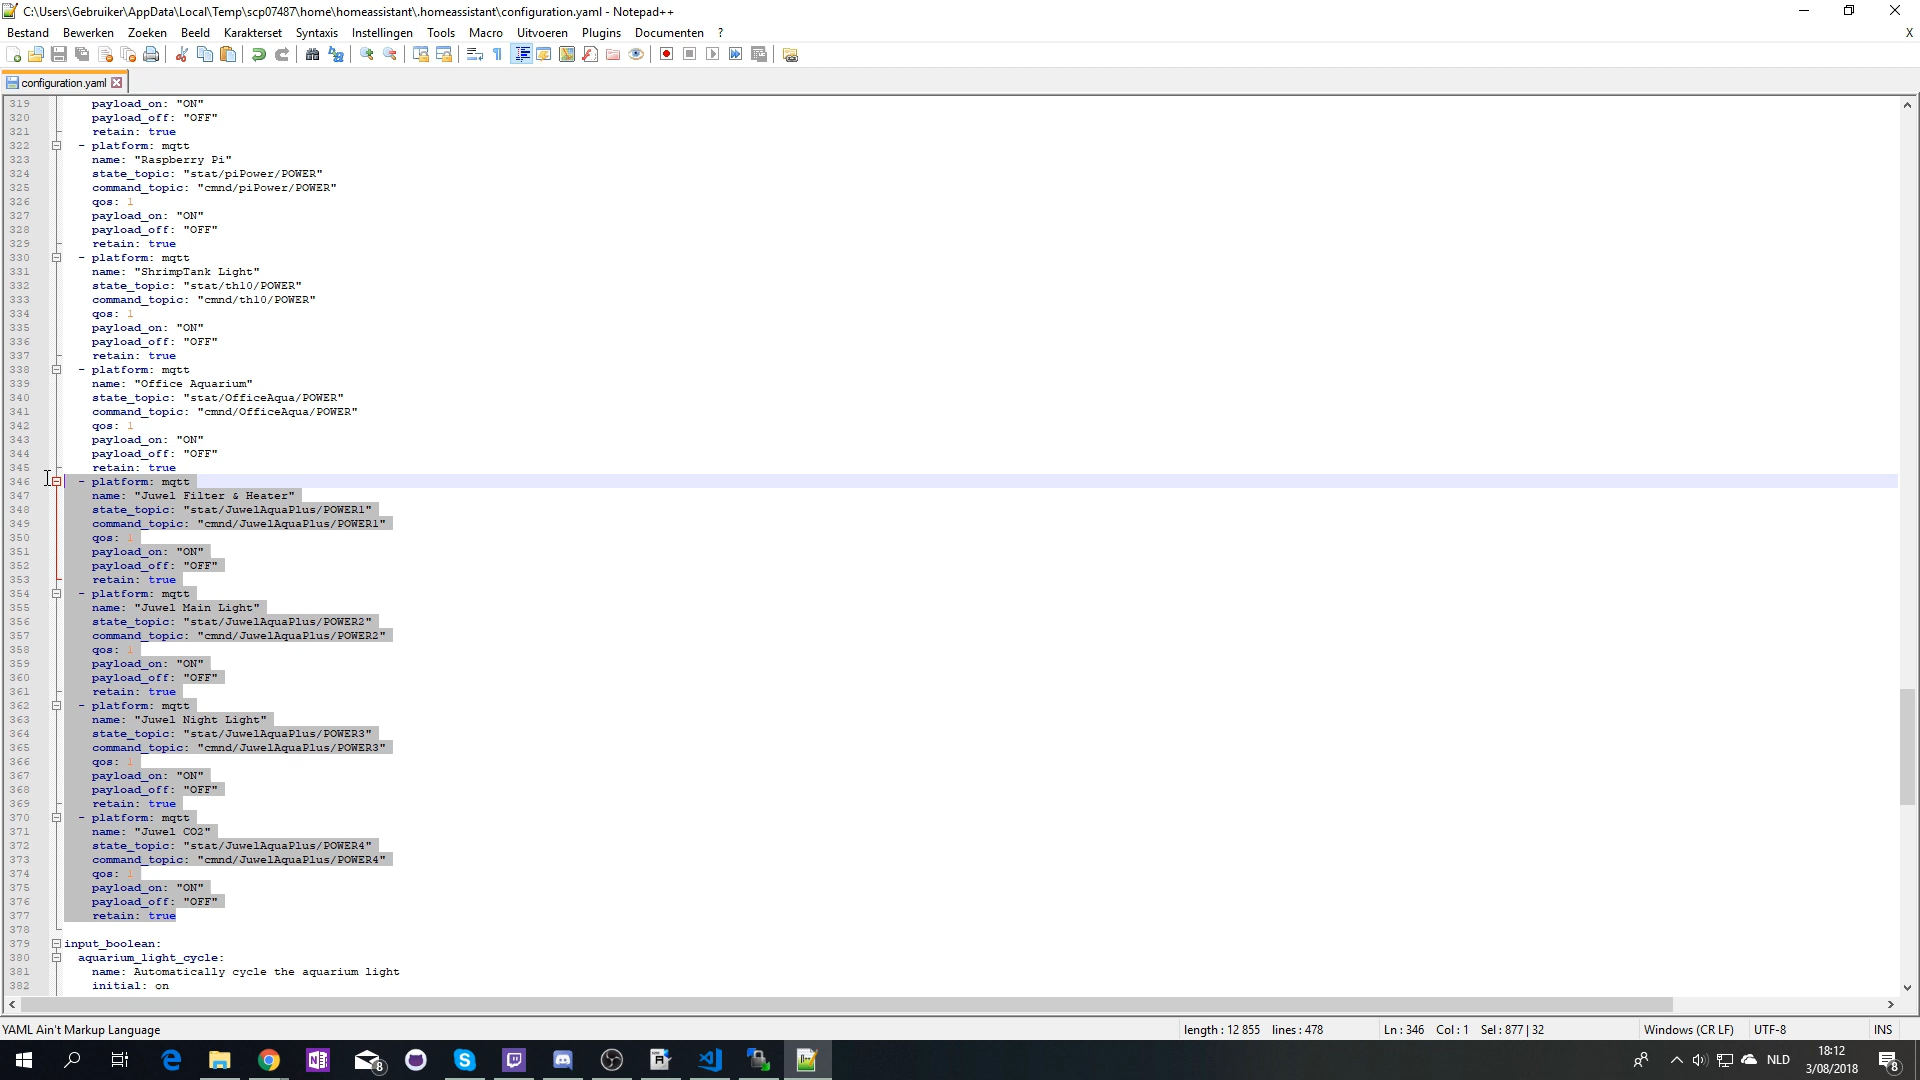 C:\Users\Gebruiker\AppData\Local\Temp\scp07487\home\homeassistant\.homeassistant\configuration.yaml - Notepad++
Bestand Bewerken Zoeken Beeld Karakterset Syntaxis Instellingen Tools Macro Uitvoeren Plugins Documenten ? X
configuration.yaml
319 payload_on: "ON"
320 payload_off: "OFF"
321 retain: true
322 - platform: mqtt
323 name: "Raspberry Pi"
324 state_topic: "stat/piPower/POWER"
325 command_topic: "cmnd/piPower/POWER"
326 qos: 1
327 payload_on: "ON"
328 payload_off: "OFF"
329 retain: true
330 - platform: mqtt
331 name: "ShrimpTank Light"
332 state_topic: "stat/th10/POWER"
333 command_topic: "cmnd/th10/POWER"
334 qos: 1
335 payload_on: "ON"
336 payload_off: "OFF"
337 retain: true
338 - platform: mqtt
339 name: "Office Aquarium"
340 state_topic: "stat/OfficeAqua/POWER"
341 command_topic: "cmnd/OfficeAqua/POWER"
342 qos: 1
343 payload_on: "ON"
344 payload_off: "OFF"
345 retain: true
346 - platform: mqtt
347 name: "Juwel Filter & Heater"
348 state_topic: "stat/JuwelAquaPlus/POWER1"
349 command_topic: "cmnd/JuwelAquaPlus/POWER1"
350 qos: 1
351 payload_on: "ON"
352 payload_off: "OFF"
353 retain: true
354 - platform: mqtt
355 name: "Juwel Main Light"
356 state_topic: "stat/JuwelAquaPlus/POWER2"
357 command_topic: "cmnd/JuwelAquaPlus/POWER2"
358 qos: 1
359 payload_on: "ON"
360 payload_off: "OFF"
361 retain: true
362 - platform: mqtt
363 name: "Juwel Night Light"
364 state_topic: "stat/JuwelAquaPlus/POWER3"
365 command_topic: "cmnd/JuwelAquaPlus/POWER3"
366 qos: 1
367 payload_on: "ON"
368 payload_off: "OFF"
369 retain: true
370 - platform: mqtt
371 name: "Juwel CO2"
372 state_topic: "stat/JuwelAquaPlus/POWER4"
373 command_topic: "cmnd/JuwelAquaPlus/POWER4"
374 qos: 1
375 payload_on: "ON"
376 payload_off: "OFF"
377 retain: true
378
379 input_boolean:
380 aquarium_light_cycle:
381 name: Automatically cycle the aquarium light
382 initial: on
YAML Ain't Markup Language length : 12 855 lines : 478 Ln : 346 Col : 1 Sel : 877 | 32 Windows (CR LF) UTF-8 INS
8 NLD 18:12 8
3/08/2018